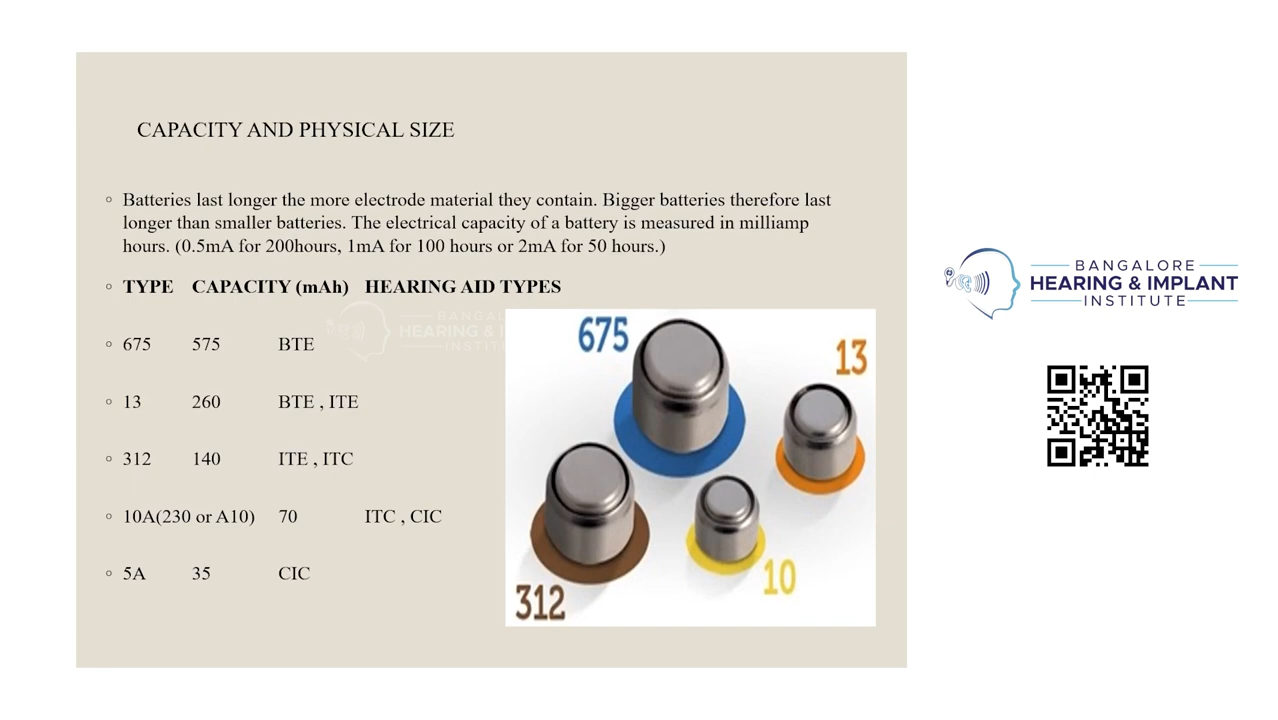 CAPACITY AND PHYSICAL SIZE
◦ Batteries last longer the more electrode material they contain. Bigger batteries therefore last
longer than smaller batteries. The electrical capacity of a battery is measured in milliamp
hours. (0.5mA for 200hours, 1mA for 100 hours or 2mA for 50 hours.)
◦ TYPE CAPACITY (mAh) HEARING AID TYPES
◦ 675 575 BTE
◦ 13 260 BTE , ITE
◦ 312 140 ITE , ITC
◦ 10A(230 or A10) 70 ITC , CIC
◦ 5A 35 CIC
675
13
312
10
BANGALORE
HEARING & IMPLANT
INSTITUTE